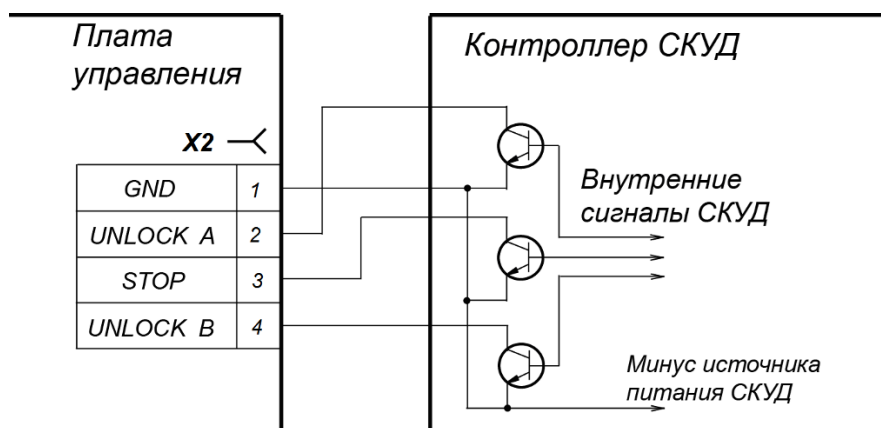 Плата
управления
Контроллер СКУД
X2
GND 1
UNLOCK A 2
STOP 3
UNLOCK B 4
Внутренние
сигналы СКУД
Минус источника
питания СКУД